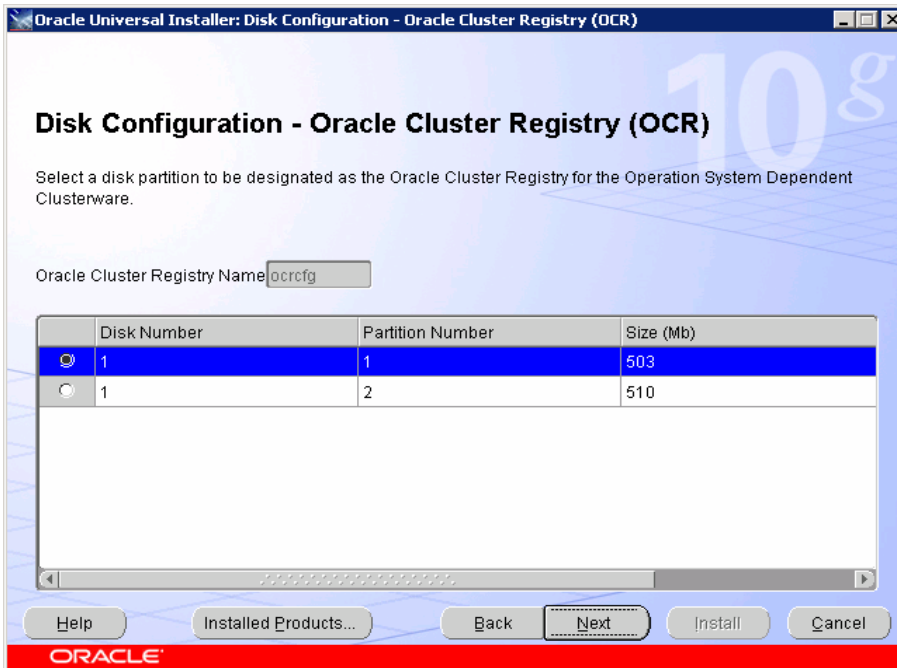 Oracle Universal Installer: Disk Configuration - Oracle Cluster Registry (OCR)
10g
Disk Configuration - Oracle Cluster Registry (OCR)
Select a disk partition to be designated as the Oracle Cluster Registry for the Operation System Dependent
Clusterware.
Oracle Cluster Registry Name ocrcfg
Disk Number Partition Number Size (Mb)
1 1 503
1 2 510
Help Installed Products... Back Next Install Cancel
ORACLE